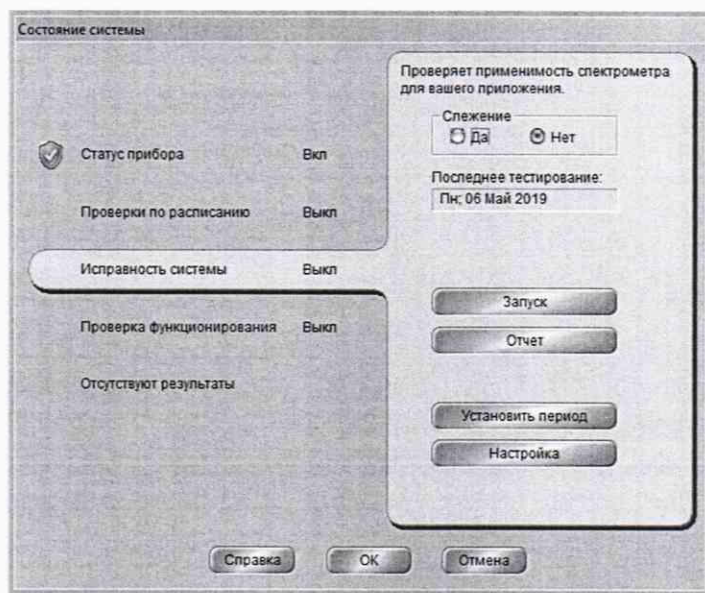 Состояние системы
Проверяет применимость спектрометра
для вашего приложения.
Слежение
Да Нет
Статус прибора Вкл
Последнее тестирование:
Пн; 06 Май 2019
Проверки по расписанию Выкл
Исправность системы Выкл
Запуск
Проверка функционирования Выкл
Отчет
Отсутствуют результаты
Установить период
Настройка
Справка ОК Отмена